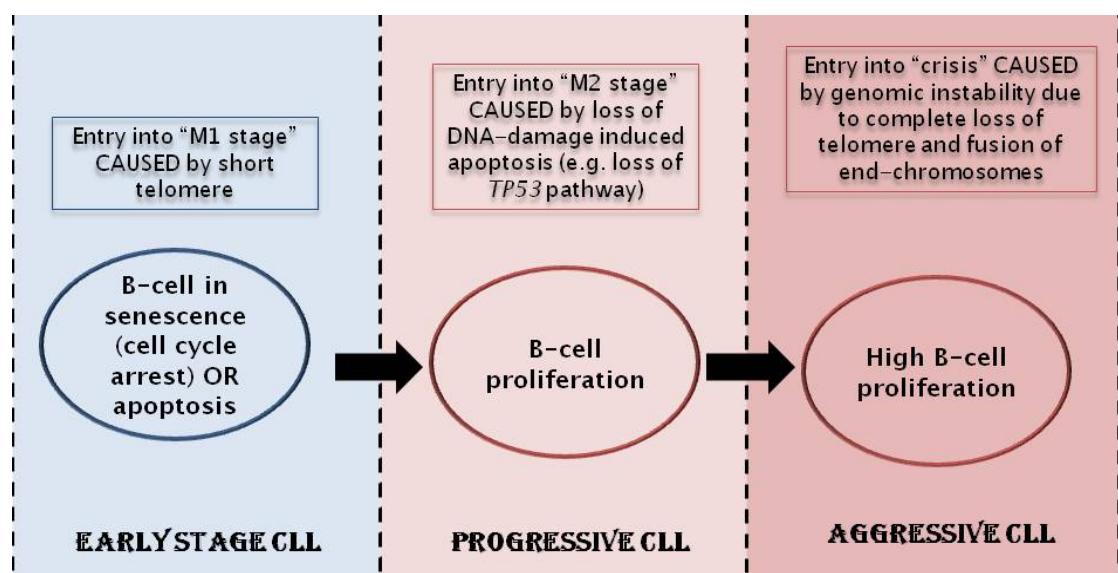 Entry into “M1 stage”
CAUSED by short
telomere
B-cell in
senescence
(cell cycle
arrest) OR
apoptosis
EARLY STAGE CLL
Entry into “M2 stage”
CAUSED by loss of
DNA-damage induced
apoptosis (e.g. loss of
TP53 pathway)
B-cell
proliferation
PROGRESSIVE CLL
Entry into “crisis” CAUSED
by genomic instability due
to complete loss of
telomere and fusion of
end-chromosomes
High B-cell
proliferation
AGGRESSIVE CLL